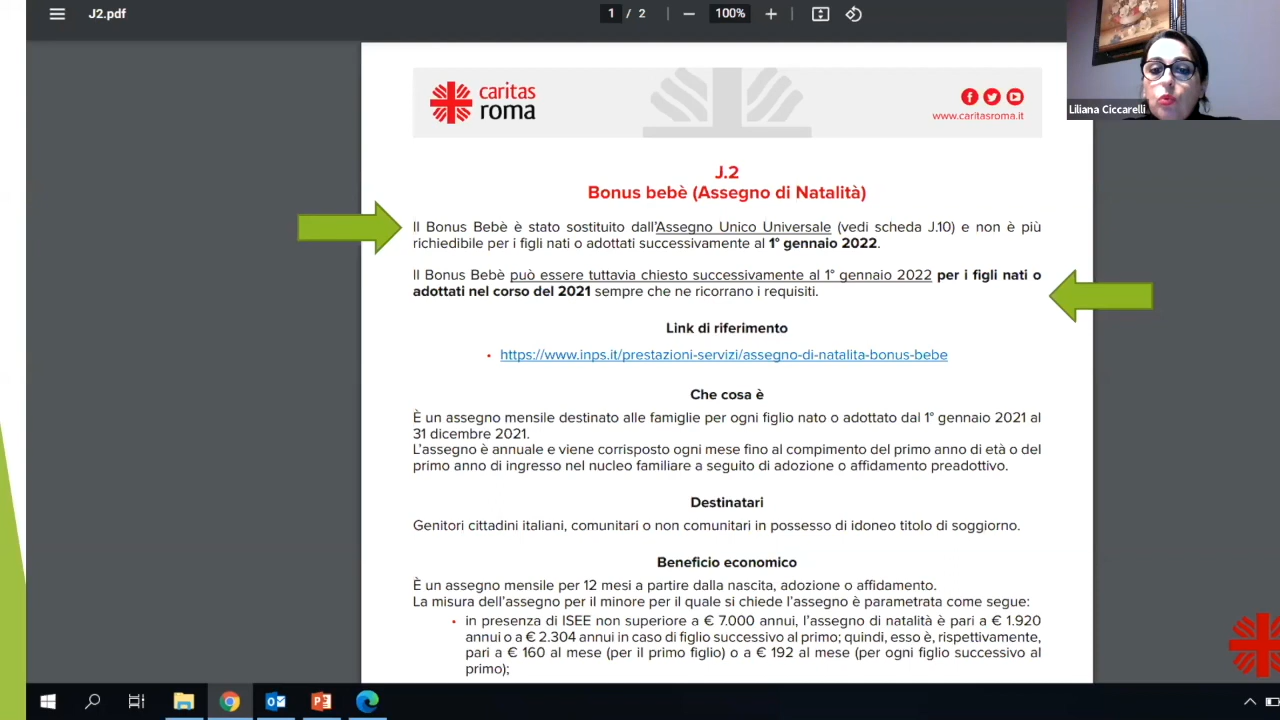 J2.pdf
1 / 2
100%
Liliana Ciccarelli
caritas
roma
www.caritasroma.it
J.2
Bonus bebè (Assegno di Natalità)
Il Bonus Bebè è stato sostituito dall'Assegno Unico Universale (vedi scheda J.10) e non è più
richiedibile per i figli nati o adottati successivamente al 1° gennaio 2022.
Il Bonus Bebè può essere tuttavia chiesto successivamente al 1° gennaio 2022 per i figli nati o
adottati nel corso del 2021 sempre che ne ricorrano i requisiti.
Link di riferimento
• https://www.inps.it/prestazioni-servizi/assegno-di-natalita-bonus-bebe
Che cosa è
È un assegno mensile destinato alle famiglie per ogni figlio nato o adottato dal 1° gennaio 2021 al
31 dicembre 2021.
L'assegno è annuale e viene corrisposto ogni mese fino al compimento del primo anno di età o del
primo anno di ingresso nel nucleo familiare a seguito di adozione o affidamento preadottivo.
Destinatari
Genitori cittadini italiani, comunitari o non comunitari in possesso di idoneo titolo di soggiorno.
Beneficio economico
È un assegno mensile per 12 mesi a partire dalla nascita, adozione o affidamento.
La misura dell'assegno per il minore per il quale si chiede l'assegno è parametrata come segue:
• in presenza di ISEE non superiore a € 7.000 annui, l'assegno di natalità è pari a € 1.920
annui o a € 2.304 annui in caso di figlio successivo al primo; quindi, esso è, rispettivamente,
pari a € 160 al mese (per il primo figlio) o a € 192 al mese (per ogni figlio successivo al
primo);